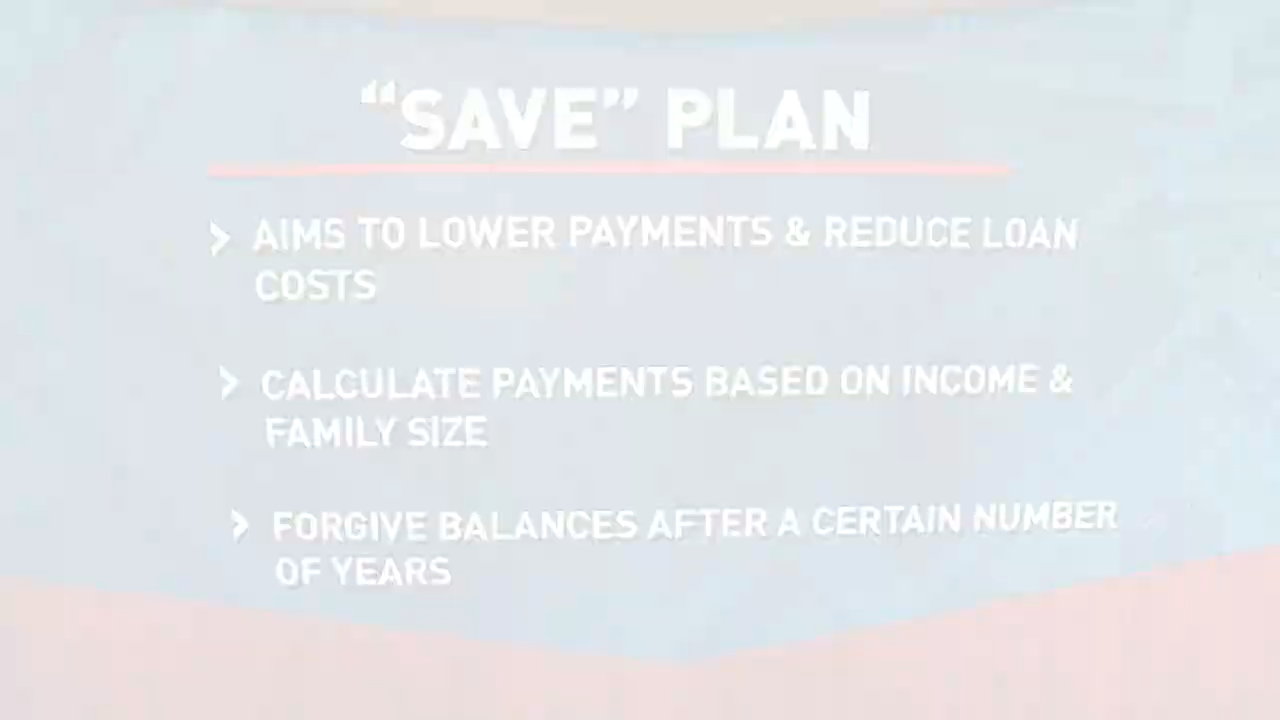 “SAVE” PLAN
> AIMS TO LOWER PAYMENTS & REDUCE LOAN
COSTS
> CALCULATE PAYMENTS BASED ON INCOME &
FAMILY SIZE
> FORGIVE BALANCES AFTER A CERTAIN NUMBER
OF YEARS